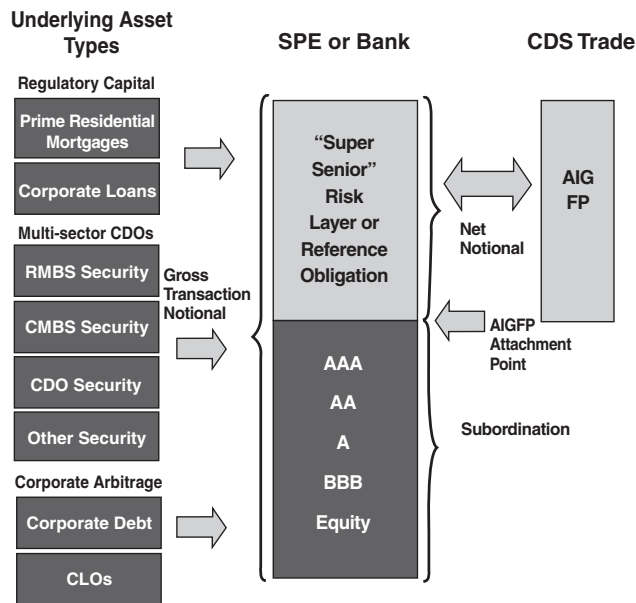 Underlying Asset
Types
SPE or Bank
CDS Trade
Regulatory Capital
Prime Residential
Mortgages
Corporate Loans
Multi-sector CDOs
RMBS Security
CMBS Security
CDO Security
Other Security
Corporate Arbitrage
Corporate Debt
CLOs
Gross
Transaction
Notional
“Super
Senior”
Risk
Layer or
Reference
Obligation
AAA
AA
A
BBB
Equity
Net
Notional
AIGFP
Attachment
Point
Subordination
AIG
FP